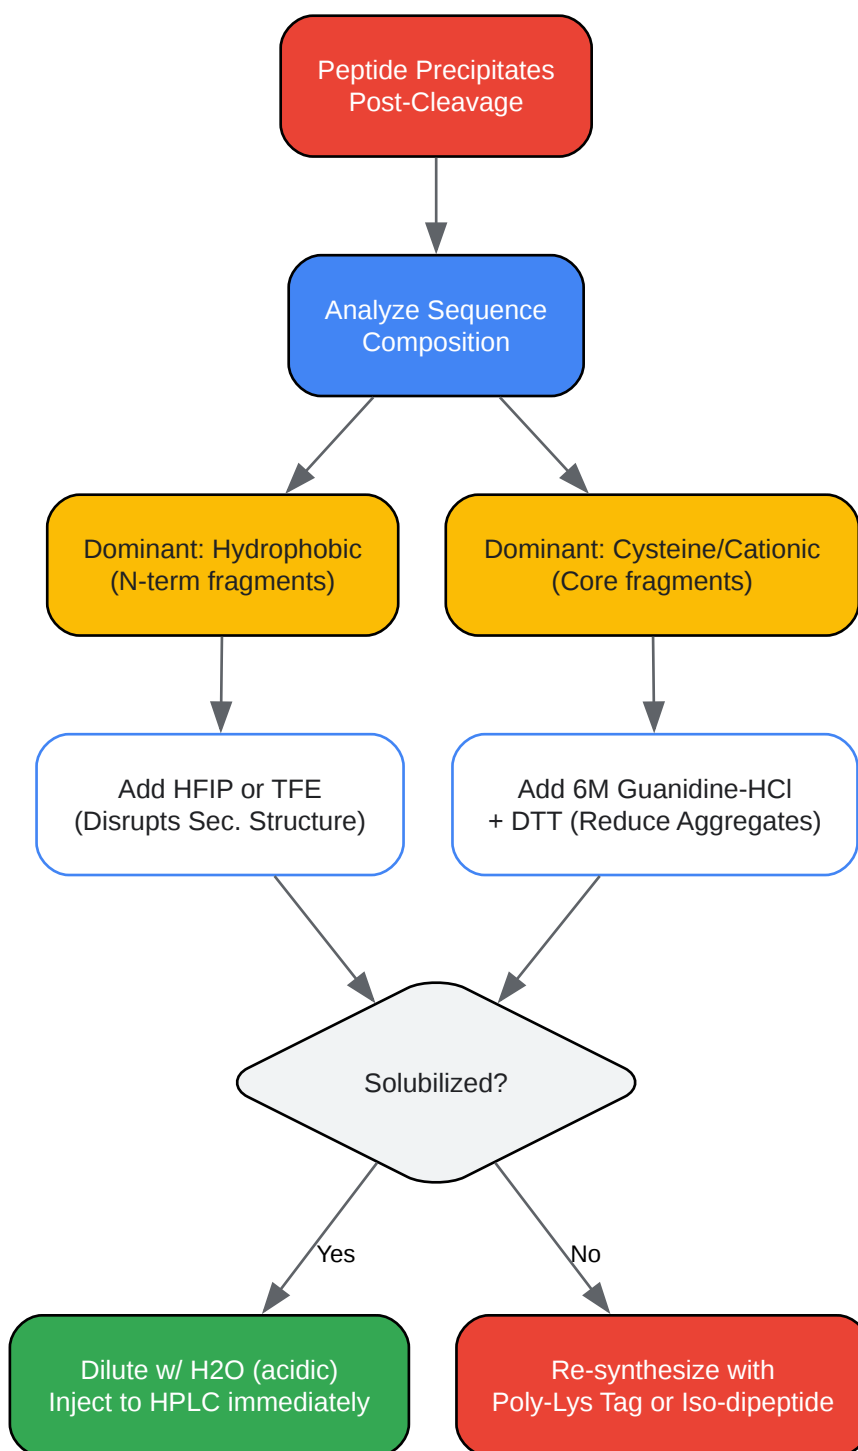 Peptide Precipitates
Post-Cleavage
Analyze Sequence
Composition
Dominant: Hydrophobic
(N-term fragments)
Dominant: Cysteine/Cationic
(Core fragments)
Add HFIP or TFE
(Disrupts Sec. Structure)
Add 6M Guanidine-HCl
+ DTT (Reduce Aggregates)
Solubilized?
Yes
No
Dilute w/ H2O (acidic)
Inject to HPLC immediately
Re-synthesize with
Poly-Lys Tag or Iso-dipeptide